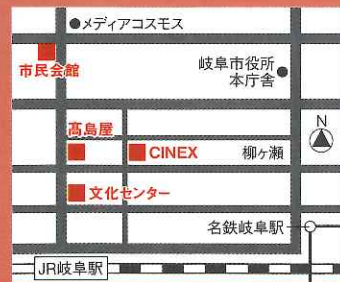 ●メディアコスモス
市民会館
岐阜市役所
本庁舎
N
髙島屋
CINEX
柳ヶ瀬
文化センター
名鉄岐阜駅
JR岐阜駅